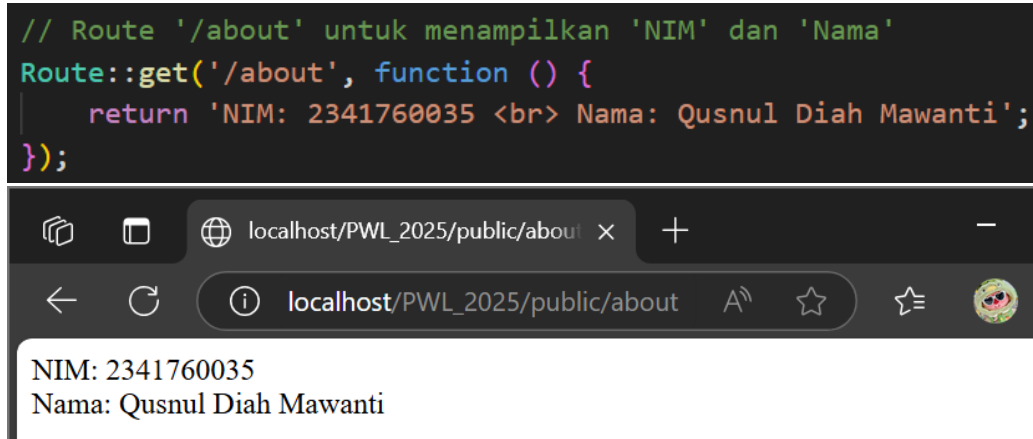 // Route '/about' untuk menampilkan 'NIM' dan 'Nama'
Route::get('/about', function () {
    return 'NIM: 2341760035 <br> Nama: Qusnul Diah Mawanti';
});
localhost/PWL_2025/public/about
localhost/PWL_2025/public/about
NIM: 2341760035
Nama: Qusnul Diah Mawanti